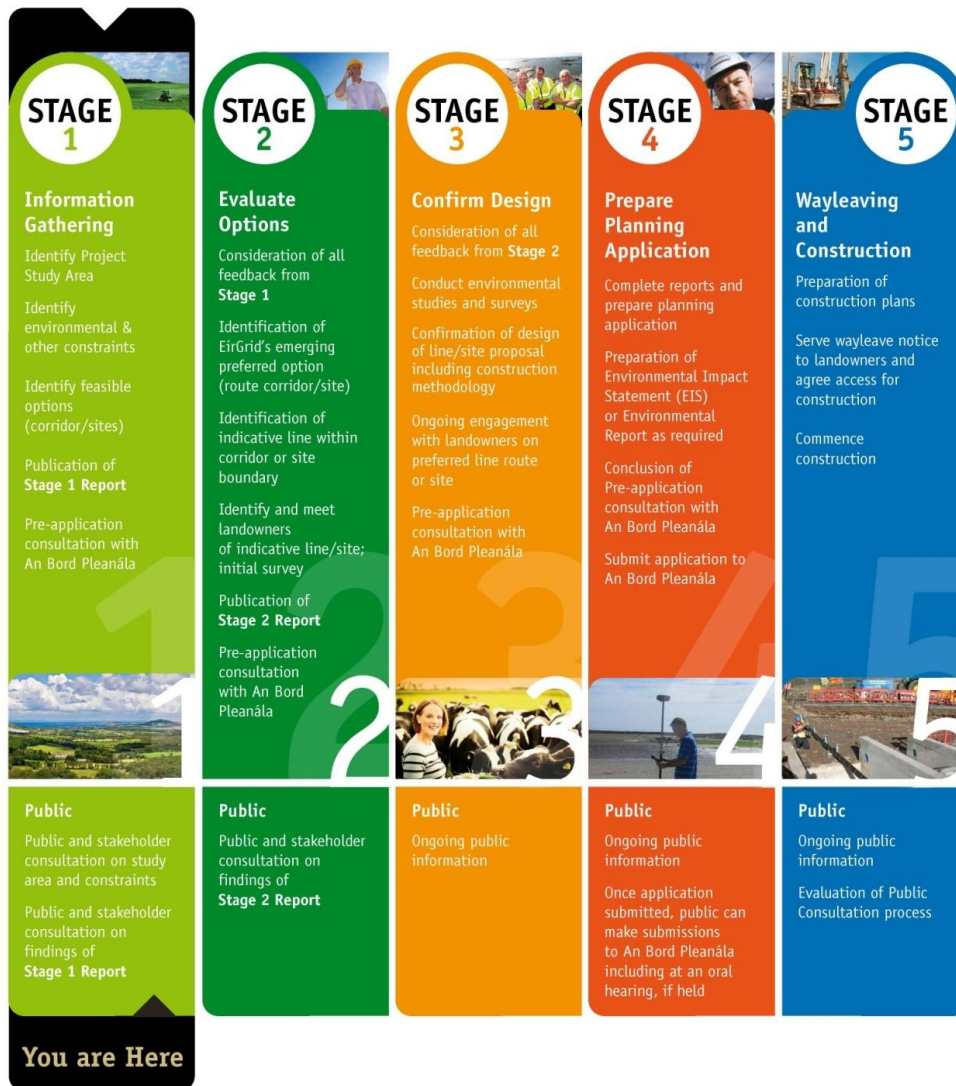 STAGE
1
Information
Gathering
Identify Project
Study Area
Identify
environmental &
other constraints
Identify feasible
options
(corridor/sites)
Publication of
Stage 1 Report
Pre-application
consultation with
An Bord Pleanála
1
1
Public
Public and stakeholder
consultation on study
area and constraints
Public and stakeholder
consultation on
findings of
Stage 1 Report
You are Here
STAGE
2
Evaluate
Options
Consideration of all
feedback from
Stage 1
Identification of
EirGrid's emerging
preferred option
(route corridor/site)
Identification of
indicative line within
corridor or site
boundary
Identify and meet
landowners
of indicative line/site;
initial survey
Publication of
Stage 2 Report
Pre-application
consultation
with An Bord
Pleanála
2
2
Public
Public and stakeholder
consultation on
findings of
Stage 2 Report
STAGE
3
Confirm Design
Consideration of all
feedback from Stage 2
Conduct environmental
studies and surveys
Confirmation of design
of line/site proposal
including construction
methodology
Ongoing engagement
with landowners on
preferred line route
or site
Pre-application
consultation with
An Bord Pleanála
3
3
Public
Ongoing public
information
STAGE
4
Prepare
Planning
Application
Complete reports and
prepare planning
application
Preparation of
Environmental Impact
Statement (EIS)
or Environmental
Report as required
Conclusion of
Pre-application
consultation with
An Bord Pleanála
Submit application to
An Bord Pleanála
4
4
Public
Ongoing public
information
Once application
submitted, public can
make submissions
to An Bord Pleanála
including at an oral
hearing, if held
STAGE
5
Wayleaving
and
Construction
Preparation of
construction plans
Serve wayleave notice
to landowners and
agree access for
construction
Commence
construction
5
5
Public
Ongoing public
information
Evaluation of Public
Consultation process